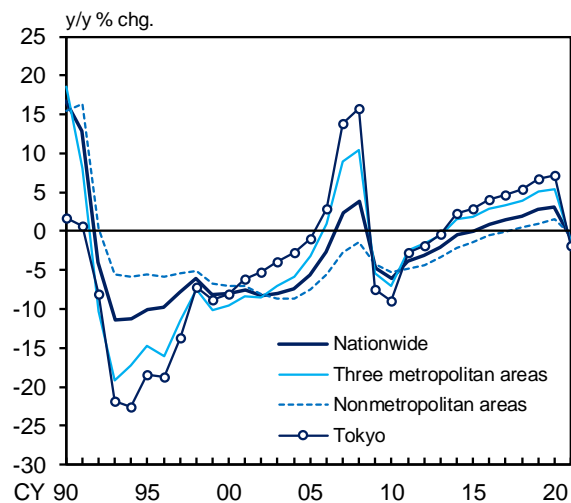 y/y % chg.
25
20
15
10
5
0
-5
-10
-15
-20
-25
-30
Nationwide
Three metropolitan areas
Nonmetropolitan areas
Tokyo
CY 90 95 00 05 10 15 20